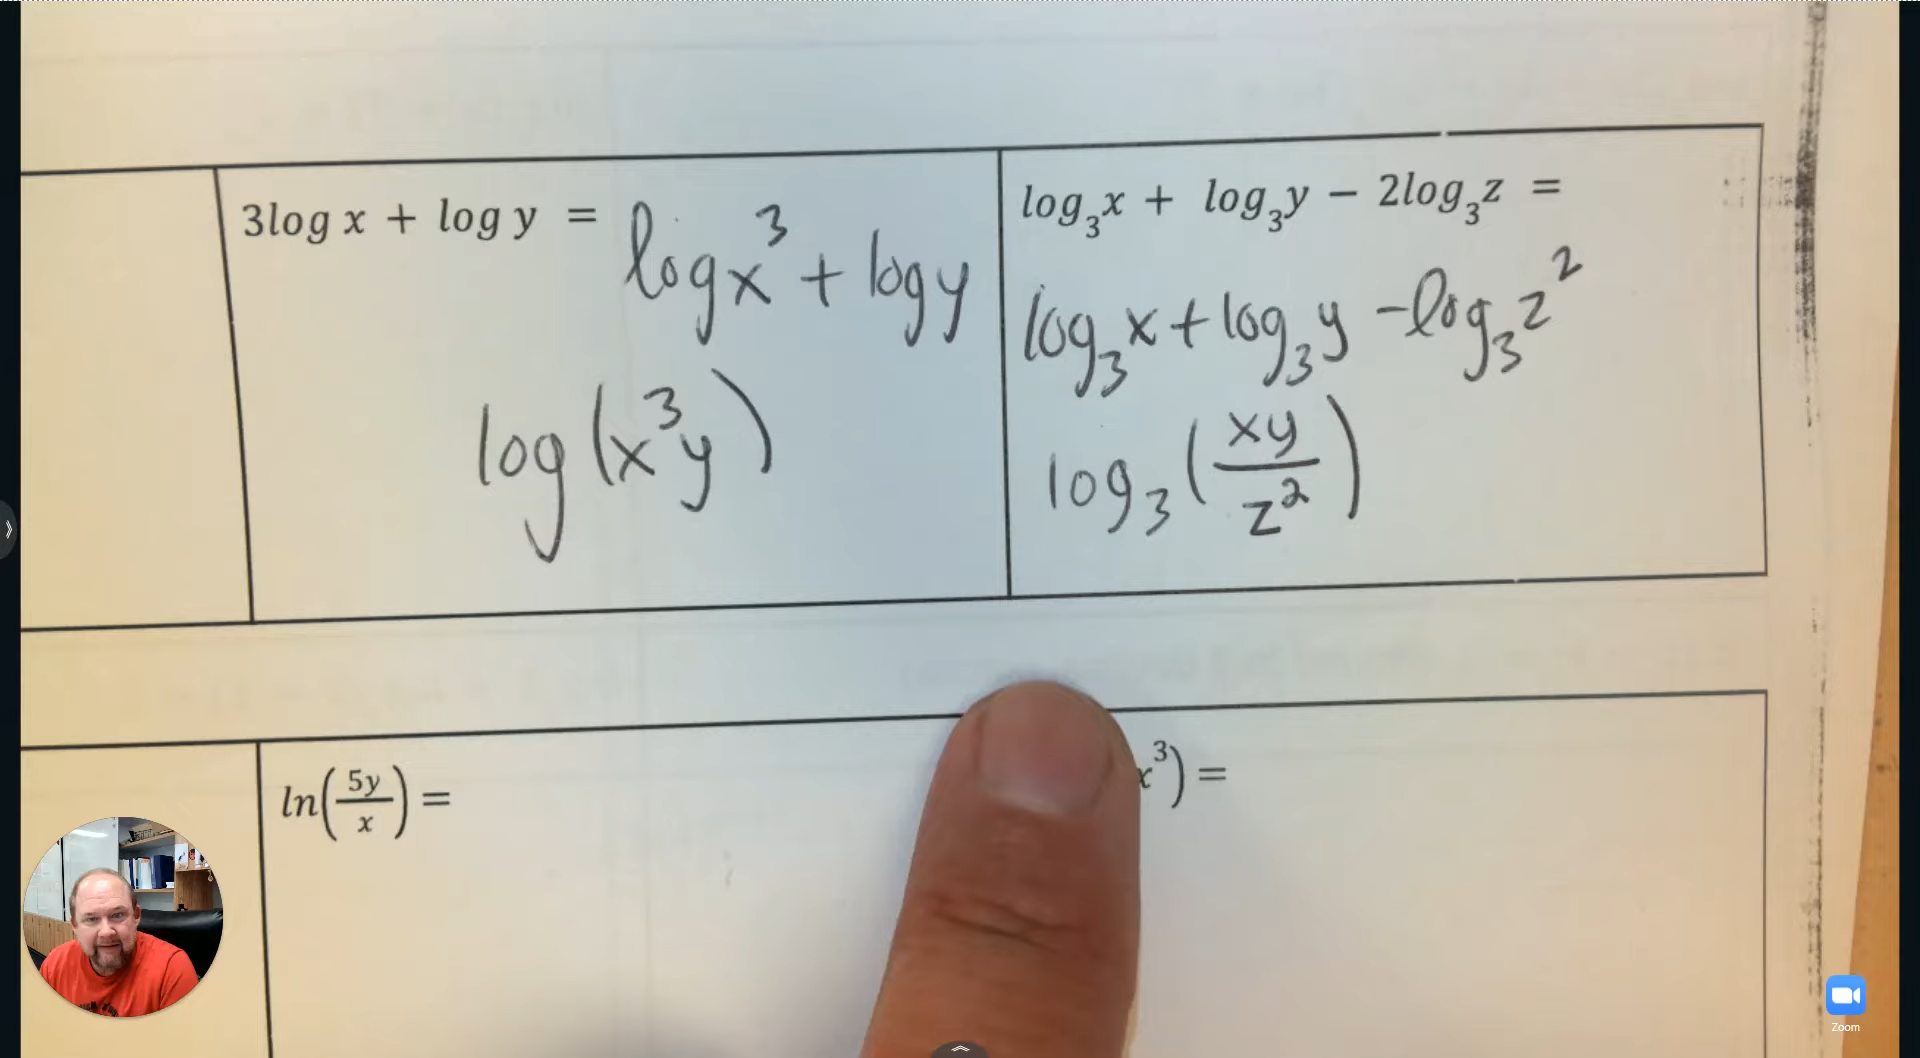 3log x + log y = log x³ + log y
log (x³y)
log₃x + log₃y − 2log₃z =
log₃x + log₃y − log₃z²
log₃(xy/z²)
ln(5y/x) =
x³) =
Zoom